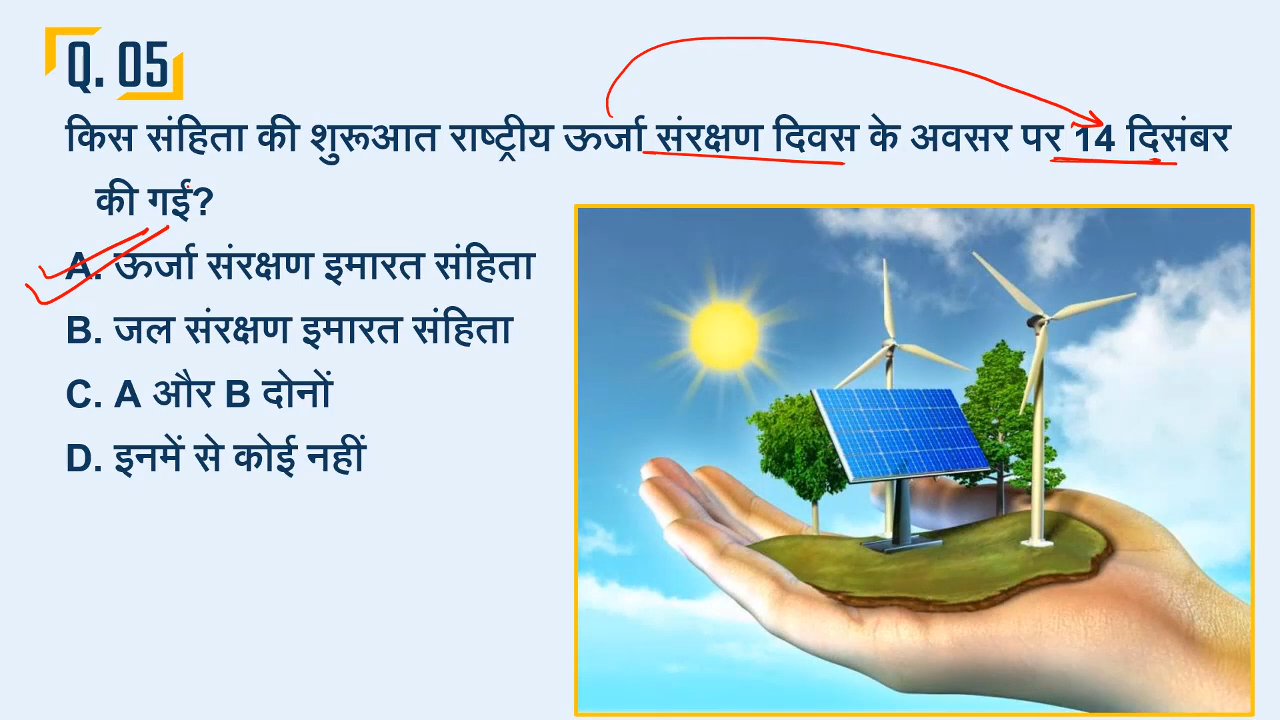 Q. 05
किस संहिता की शुरूआत राष्ट्रीय ऊर्जा संरक्षण दिवस के अवसर पर 14 दिसंबर
की गई?
A. ऊर्जा संरक्षण इमारत संहिता
B. जल संरक्षण इमारत संहिता
C. A और B दोनों
D. इनमें से कोई नहीं